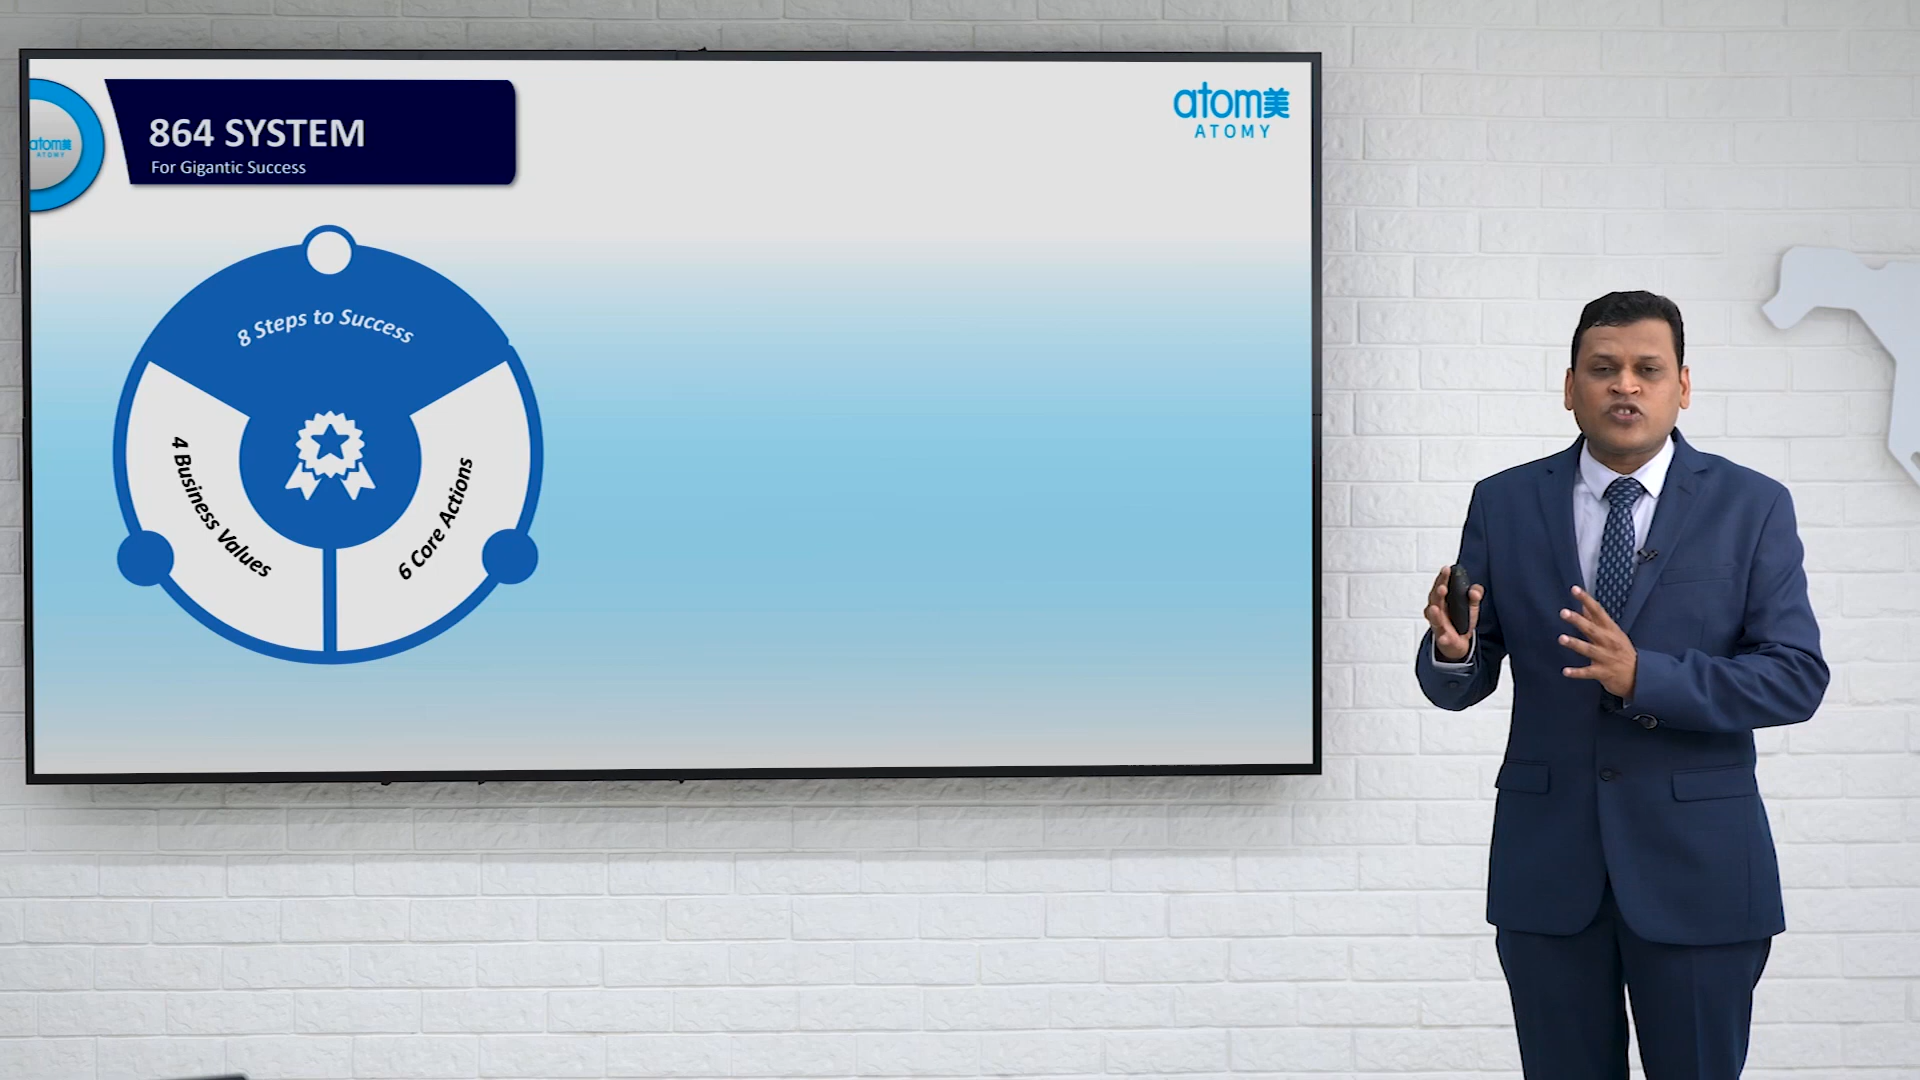 atom美
ATOMY
864 SYSTEM
For Gigantic Success
atom美
ATOMY
8 Steps to Success
4 Business Values
6 Core Actions